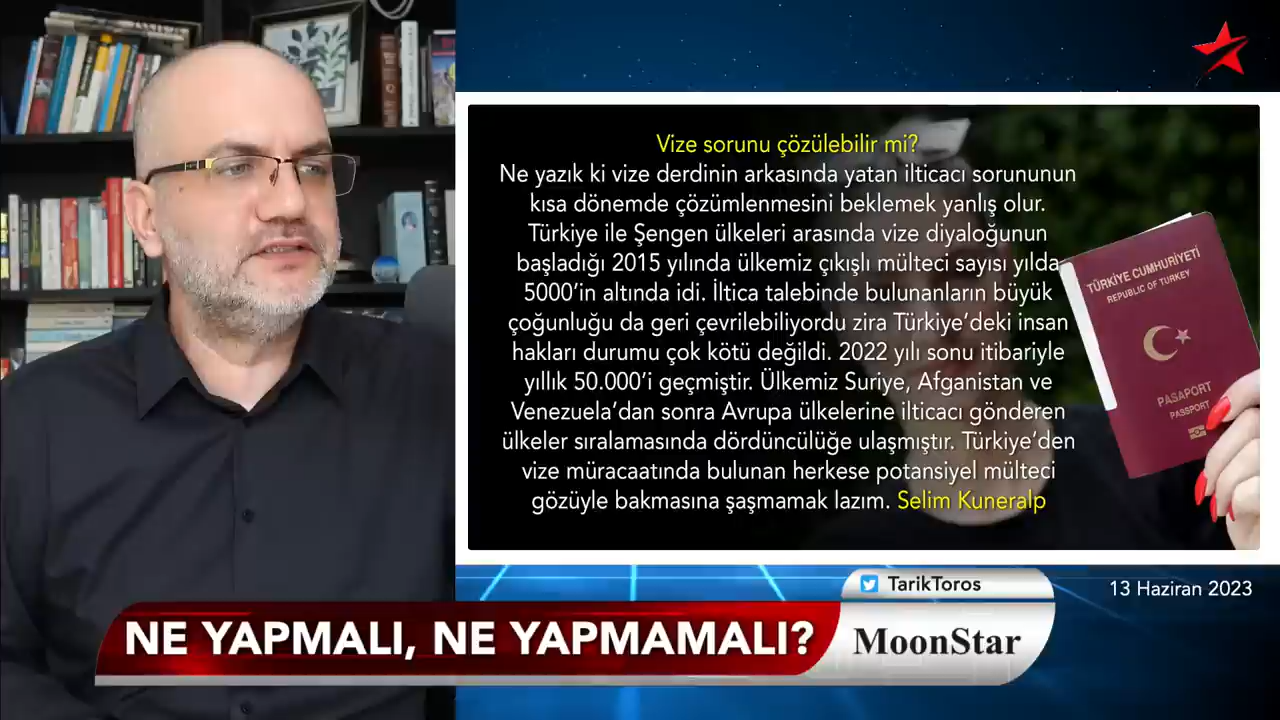 Vize sorunu çözülebilir mi?
Ne yazık ki vize derdinin arkasında yatan ilticacı sorununun
kısa dönemde çözümlenmesini beklemek yanlış olur.
Türkiye ile Şengen ülkeleri arasında vize diyaloğunun
başladığı 2015 yılında ülkemiz çıkışlı mülteci sayısı yılda
5000’in altında idi. İltica talebinde bulunanların büyük
çoğunluğu da geri çevrilebiliyordu zira Türkiye’deki insan
hakları durumu çok kötü değildi. 2022 yılı sonu itibariyle
yıllık 50.000’i geçmiştir. Ülkemiz Suriye, Afganistan ve
Venezuela’dan sonra Avrupa ülkelerine ilticacı gönderen
ülkeler sıralamasında dördüncülüğe ulaşmıştır. Türkiye’den
vize müracaatında bulunan herkese potansiyel mülteci
gözüyle bakmasına şaşmamak lazım. Selim Kuneralp
TÜRKİYE CUMHURİYETİ
REPUBLIC OF TURKEY
PASAPORT
PASSPORT
TarikToros
13 Haziran 2023
NE YAPMALI, NE YAPMAMALI?
MoonStar